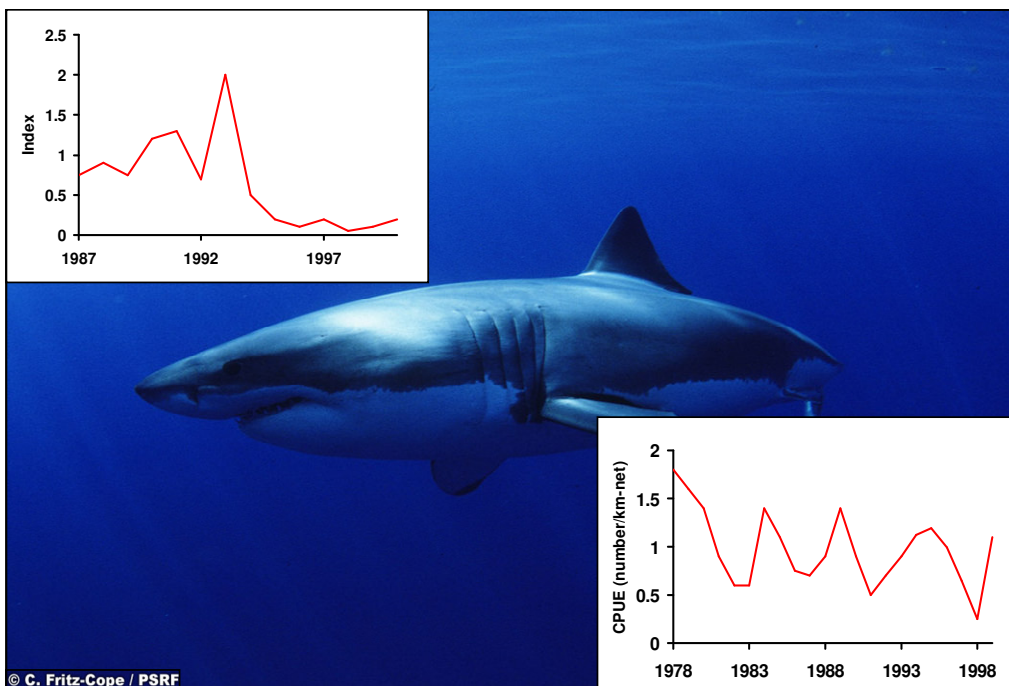 2.5
2
1.5
1
0.5
0
Index
1987 1992 1997
2
1.5
1
0.5
0
CPUE (number/km-net)
1978 1983 1988 1993 1998
© C. Fritz-Cope / PSRF